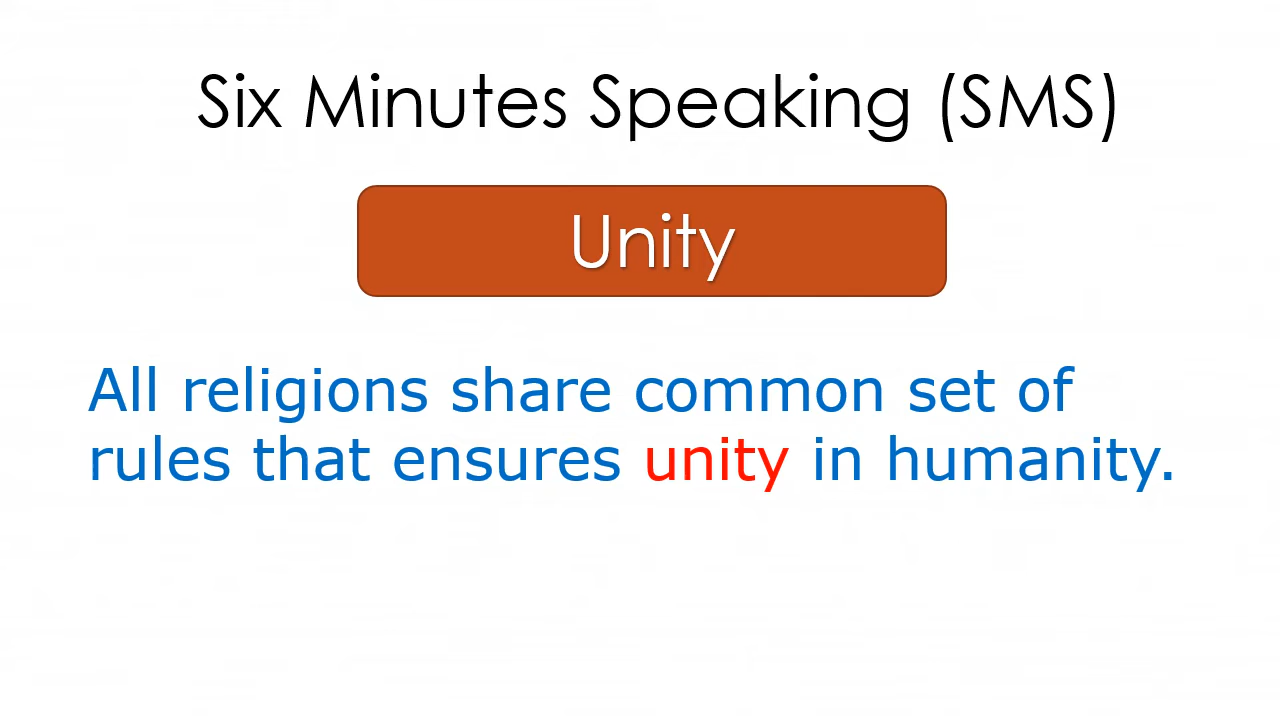 Six Minutes Speaking (SMS)
Unity
All religions share common set of
rules that ensures unity in humanity.